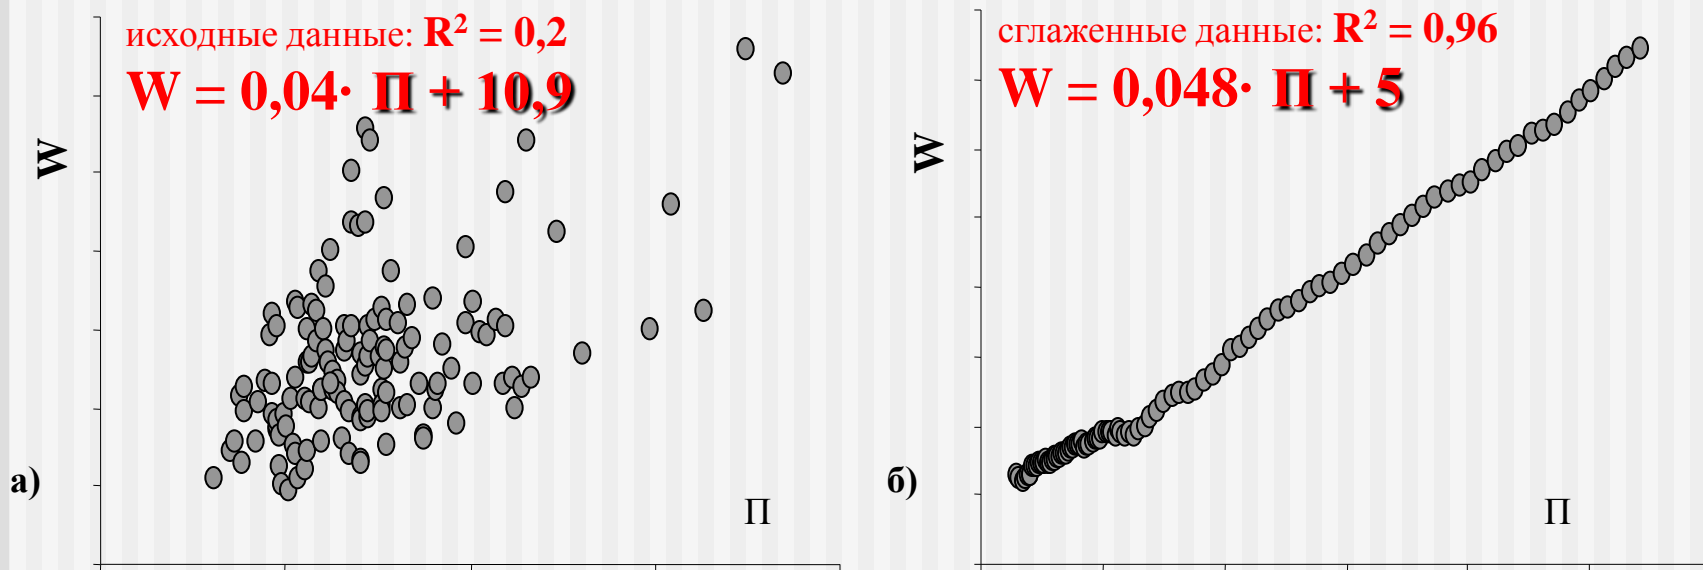 исходные данные: R² = 0,2
W = 0,04· П + 10,9
W
а)
П
сглаженные данные: R² = 0,96
W = 0,048· П + 5
W
б)
П